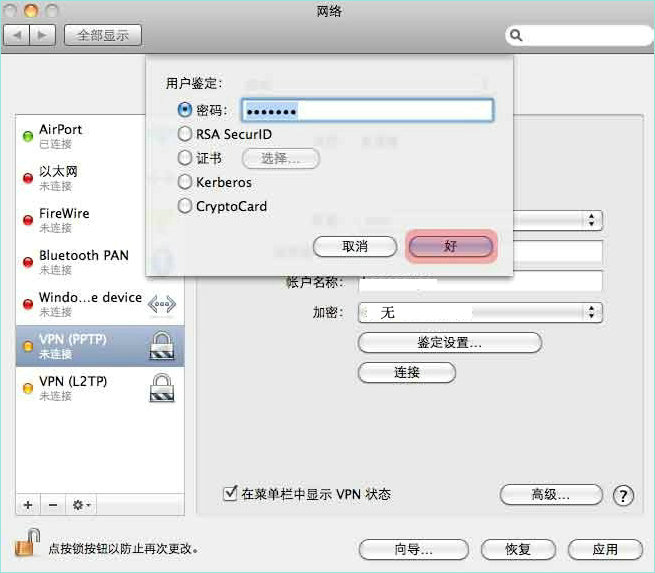 网络
全部显示
用户鉴定：
密码：
RSA SecurID
证书
选择...
Kerberos
CryptoCard
取消
好
AirPort
已连接
以太网
未连接
FireWire
未连接
Bluetooth PAN
未连接
Windo...e device
未连接
VPN (PPTP)
未连接
VPN (L2TP)
未连接
帐户名称：
加密：
无
鉴定设置...
连接
在菜单栏中显示 VPN 状态
高级...
?
点按锁按钮以防止再次更改。
向导...
恢复
应用